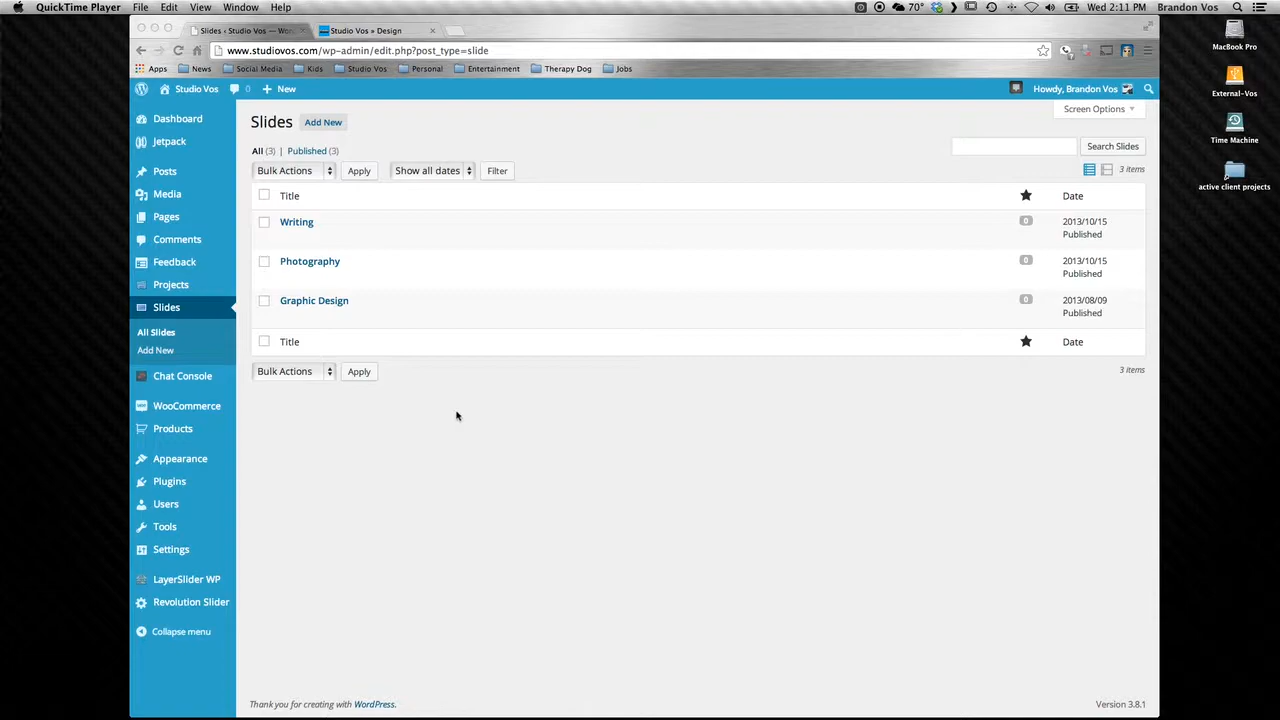 QuickTime Player File Edit View Window Help 70° Wed 2:11 PM Brandon Vos
Slides ‹ Studio Vos — Wor Studio Vos » Design
www.studiovos.com/wp-admin/edit.php?post_type=slide
Apps News Social Media Kids Studio Vos Personal Entertainment Therapy Dog Jobs
Studio Vos 0 New Howdy, Brandon Vos
Screen Options
Slides Add New
All (3) | Published (3)
Search Slides
Bulk Actions Apply Show all dates Filter 3 items
Title Date
Writing 0 2013/10/15
Published
Photography 0 2013/10/15
Published
Graphic Design 0 2013/08/09
Published
Title Date
Bulk Actions Apply 3 items
Dashboard
Jetpack
Posts
Media
Pages
Comments
Feedback
Projects
Slides
All Slides
Add New
Chat Console
WooCommerce
Products
Appearance
Plugins
Users
Tools
Settings
LayerSlider WP
Revolution Slider
Collapse menu
Thank you for creating with WordPress. Version 3.8.1
MacBook Pro
External-Vos
Time Machine
active client projects